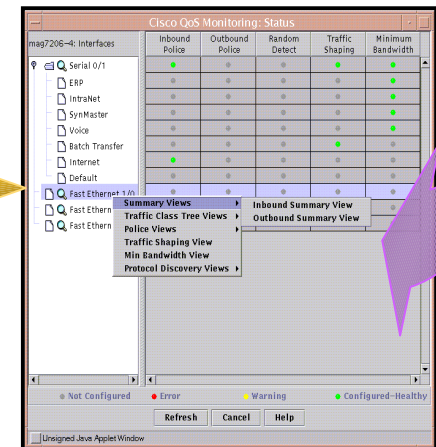 Cisco QoS Monitoring: Status
mag7206-4: Interfaces
Inbound Police
Outbound Police
Random Detect
Traffic Shaping
Minimum Bandwidth
Serial 0/1
ERP
IntraNet
SynMaster
Voice
Batch Transfer
Internet
Default
Fast Ethernet 1/0
Fast Ethern
Fast Ethern
Summary Views
Traffic Class Tree Views
Police Views
Traffic Shaping View
Min Bandwidth View
Protocol Discovery Views
Inbound Summary View
Outbound Summary View
Not Configured
Error
Warning
Configured-Healthy
Refresh
Cancel
Help
Unsigned Java Applet Window